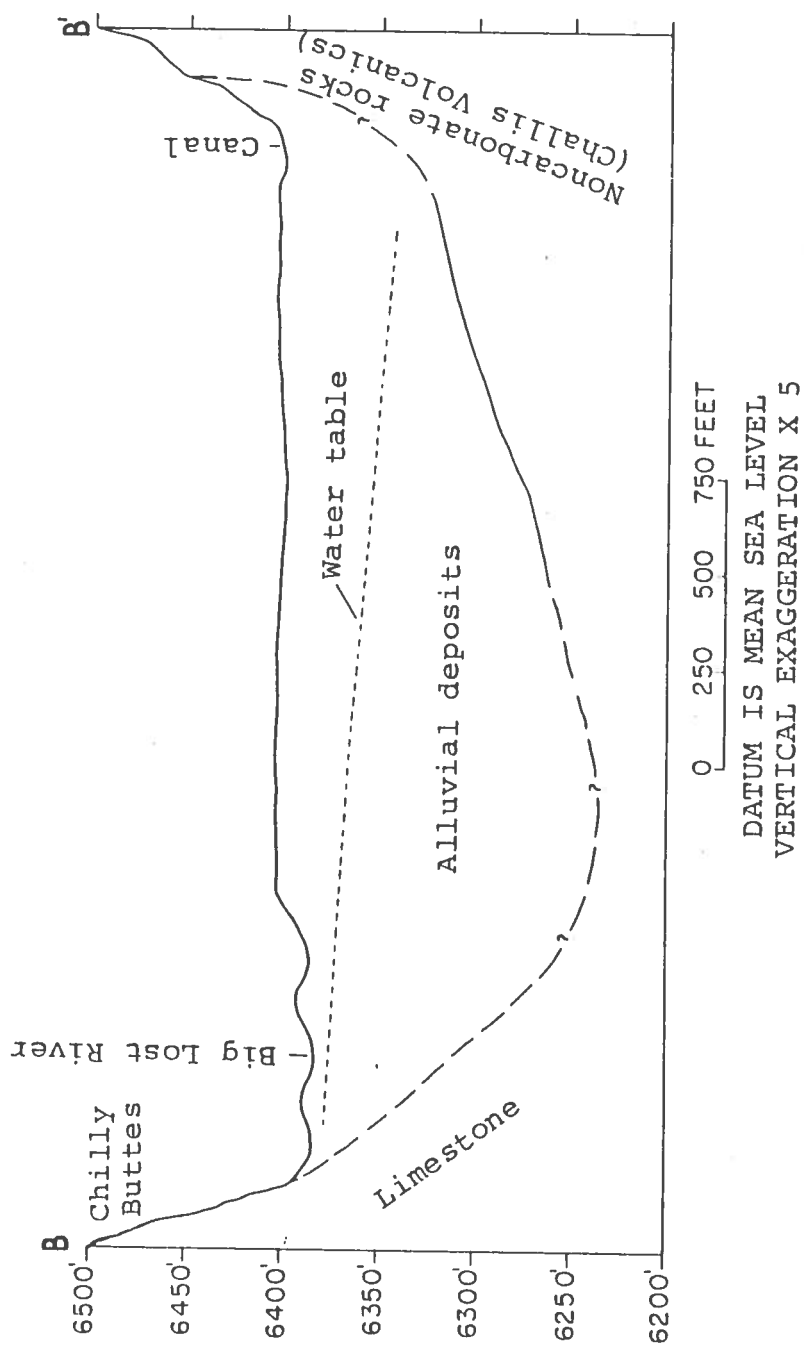 B
B'
Chilly
Buttes
Big Lost River
Canal
6500'
6450'
6400'
6350'
6300'
6250'
6200'
Water table
Alluvial deposits
Limestone
Noncarbonate rocks
(Challis Volcanics)
?
?
?
0 250 500 750 FEET
DATUM IS MEAN SEA LEVEL
VERTICAL EXAGGERATION X 5